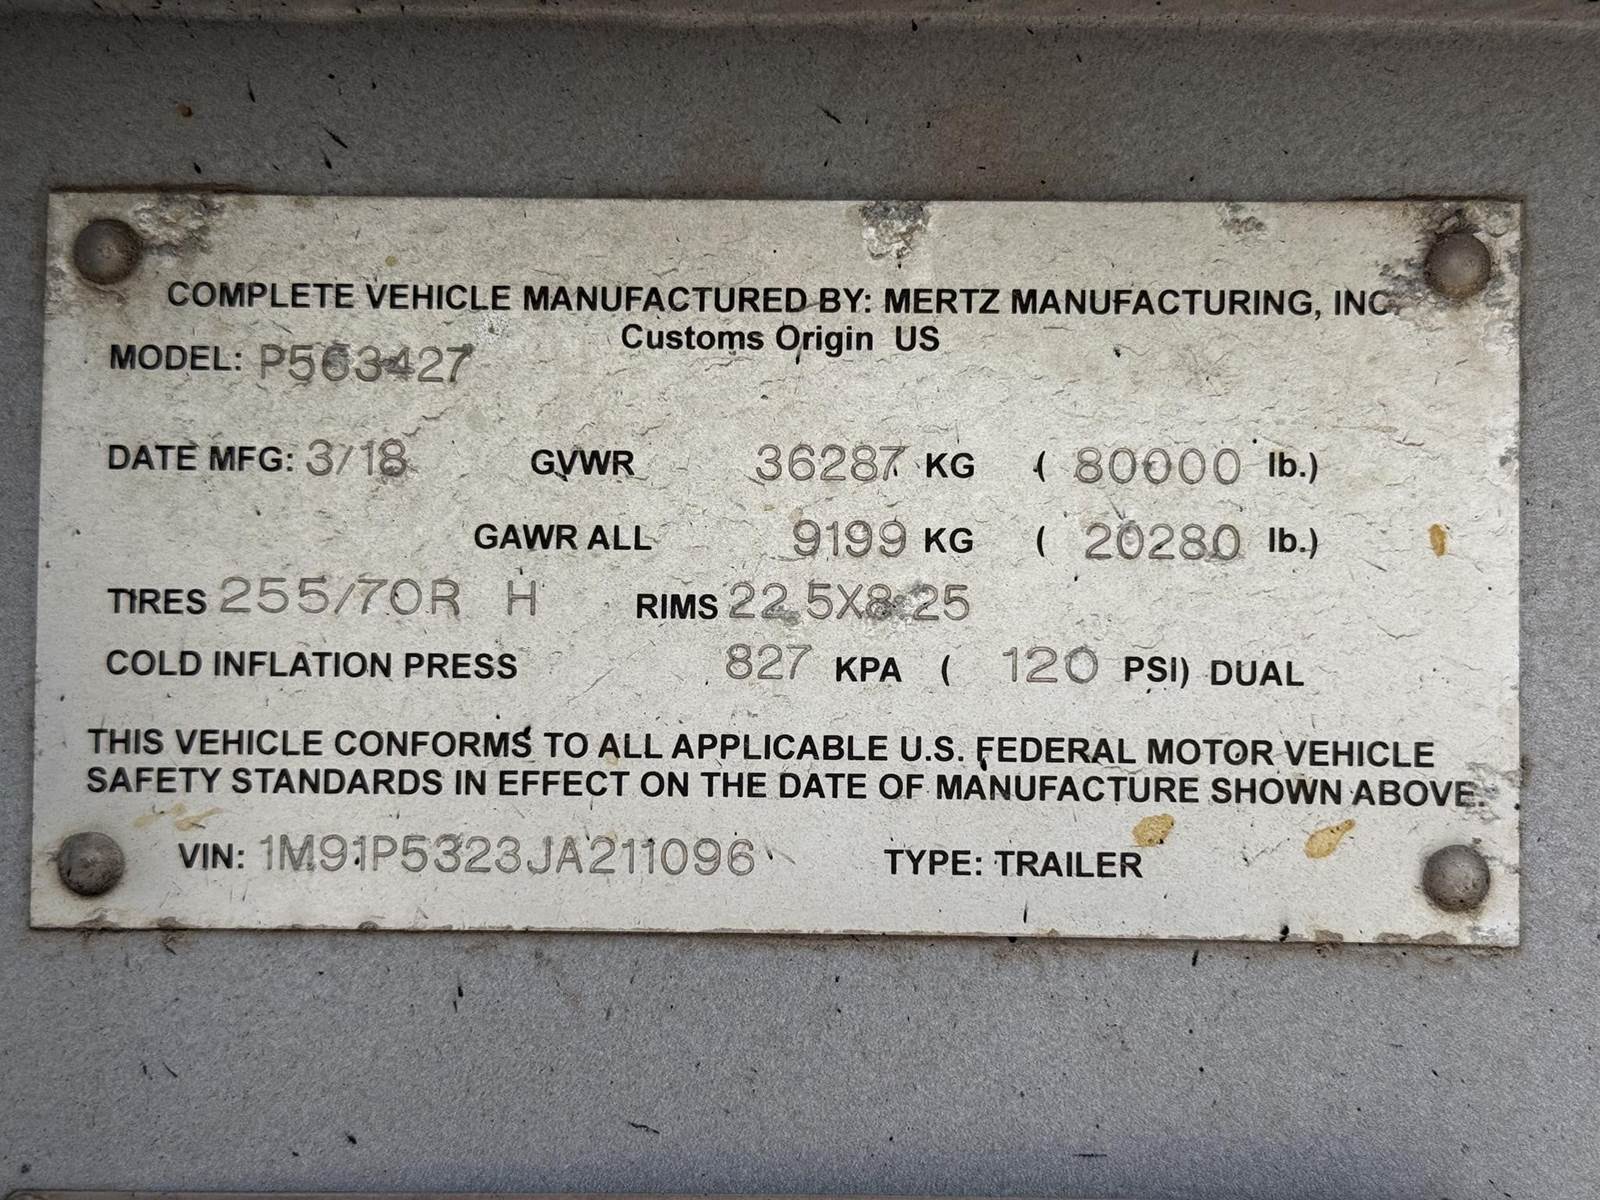 COMPLETE VEHICLE MANUFACTURED BY: MERTZ MANUFACTURING, INC.
Customs Origin US
MODEL: P563427
DATE MFG: 3/18 GVWR 36287 KG ( 80000 lb.)
GAWR ALL 9199 KG ( 20280 lb.)
TIRES 255/70R H RIMS 22.5X8.25
COLD INFLATION PRESS 827 KPA ( 120 PSI) DUAL
THIS VEHICLE CONFORMS TO ALL APPLICABLE U.S. FEDERAL MOTOR VEHICLE
SAFETY STANDARDS IN EFFECT ON THE DATE OF MANUFACTURE SHOWN ABOVE.
VIN: 1M91P5323JA211096 TYPE: TRAILER